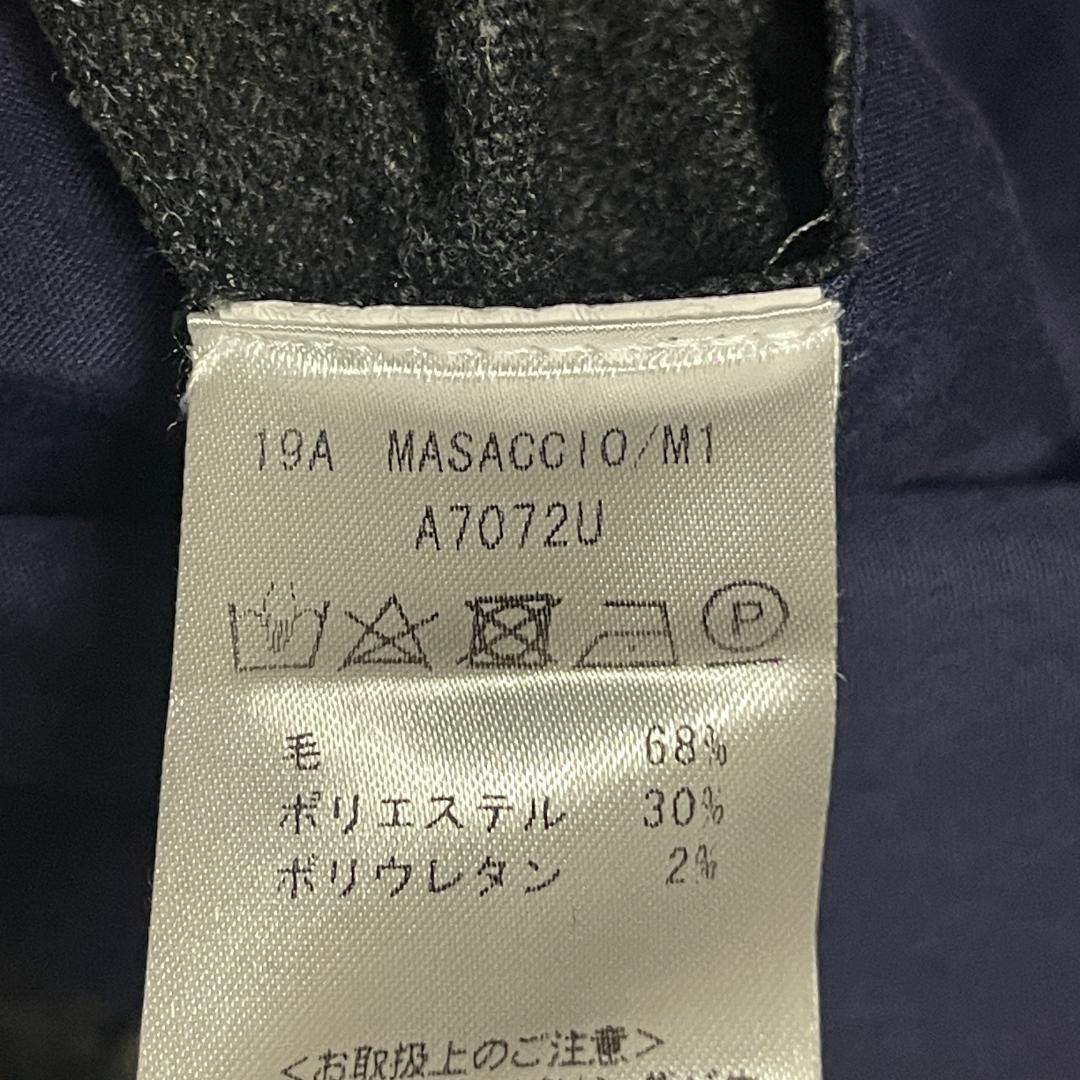 19A MASACCIO/M1
A7072U
P
毛 68%
ポリエステル 30%
ポリウレタン 2%
<お取扱上のご注意>